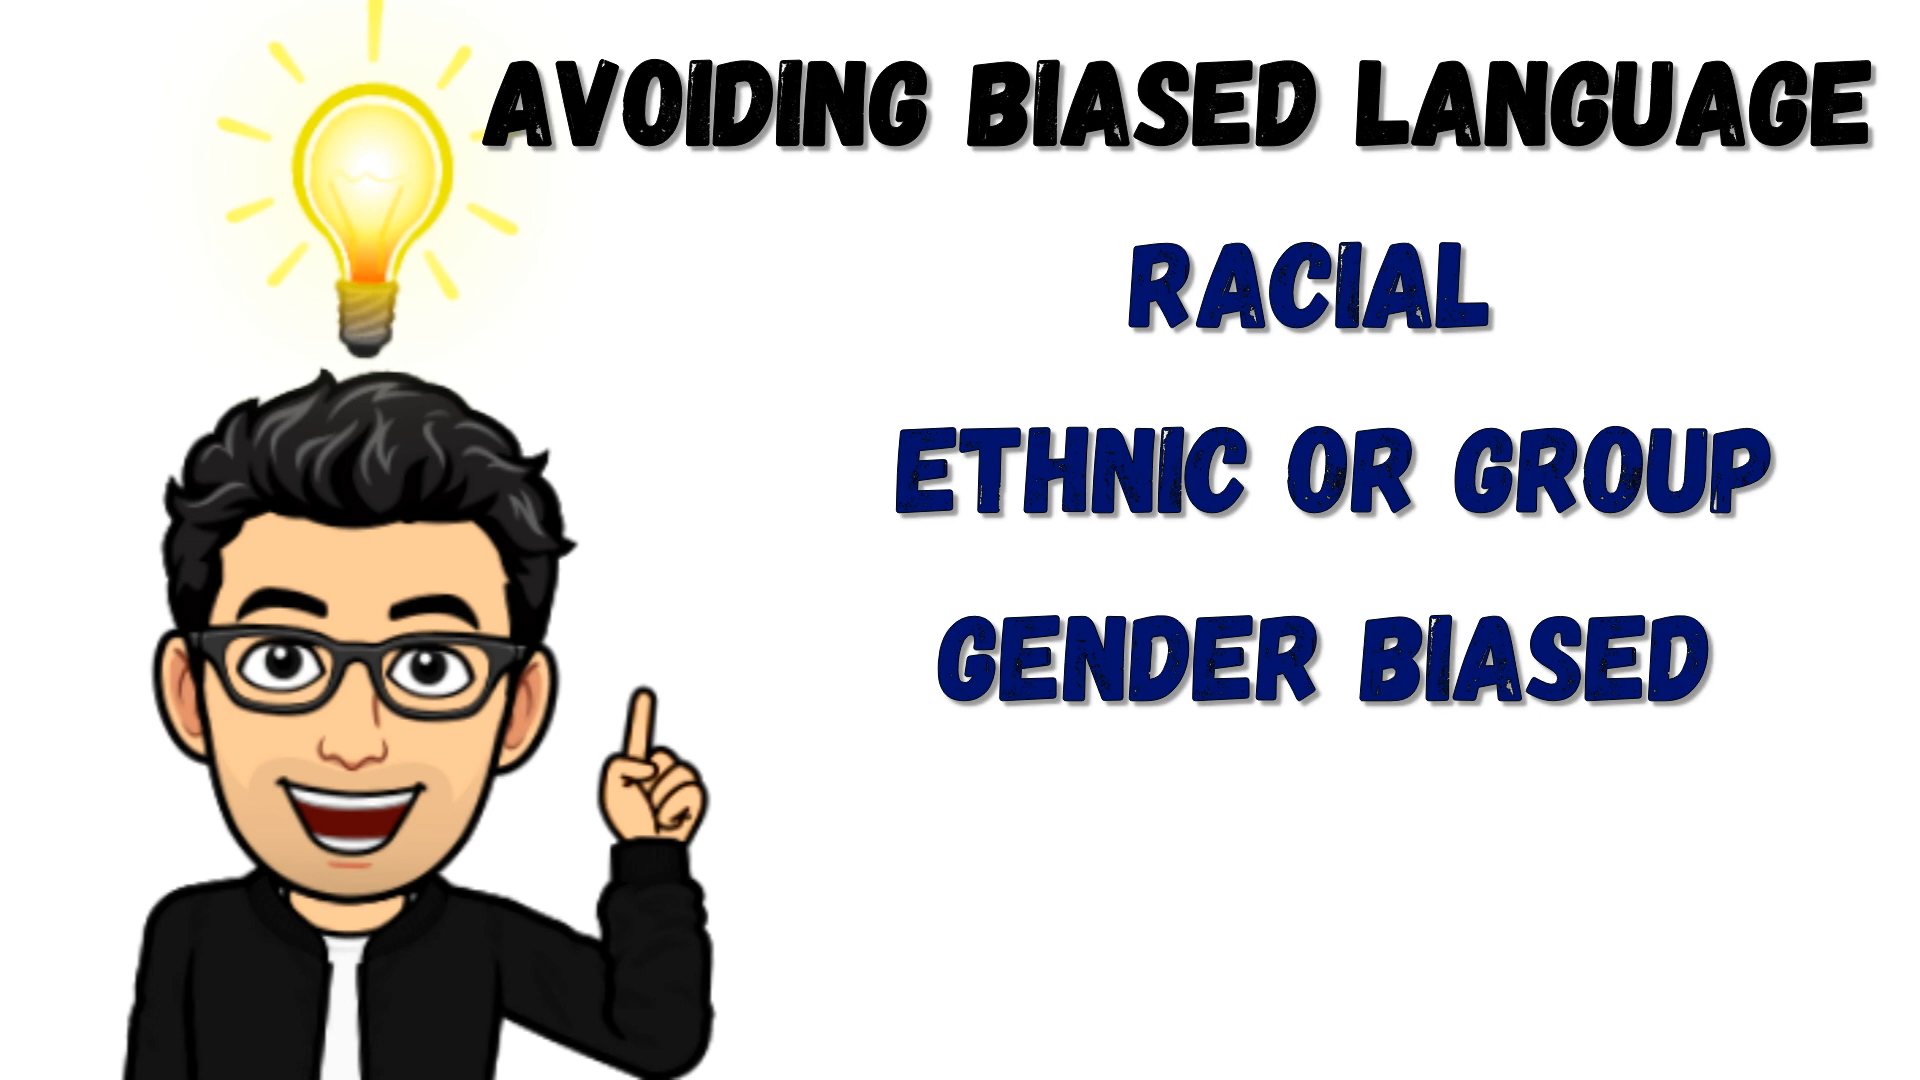 AVOIDING BIASED LANGUAGE
RACIAL
ETHNIC OR GROUP
GENDER BIASED